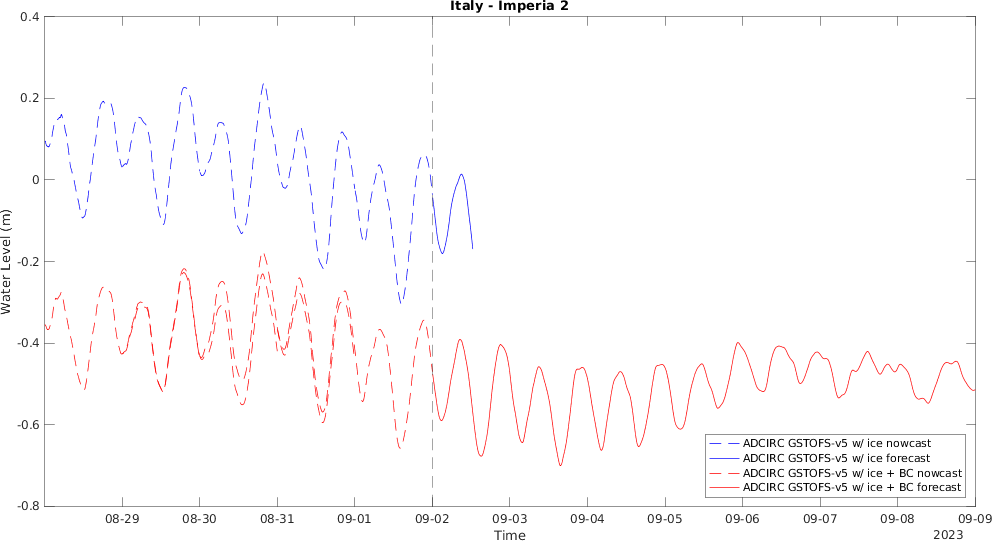 Italy - Imperia 2
0.4
0.2
0
-0.2
-0.4
-0.6
-0.8
Water Level (m)
ADCIRC GSTOFS-v5 w/ ice nowcast
ADCIRC GSTOFS-v5 w/ ice forecast
ADCIRC GSTOFS-v5 w/ ice + BC nowcast
ADCIRC GSTOFS-v5 w/ ice + BC forecast
08-29 08-30 08-31 09-01 09-02 09-03 09-04 09-05 09-06 09-07 09-08 09-09
Time
2023